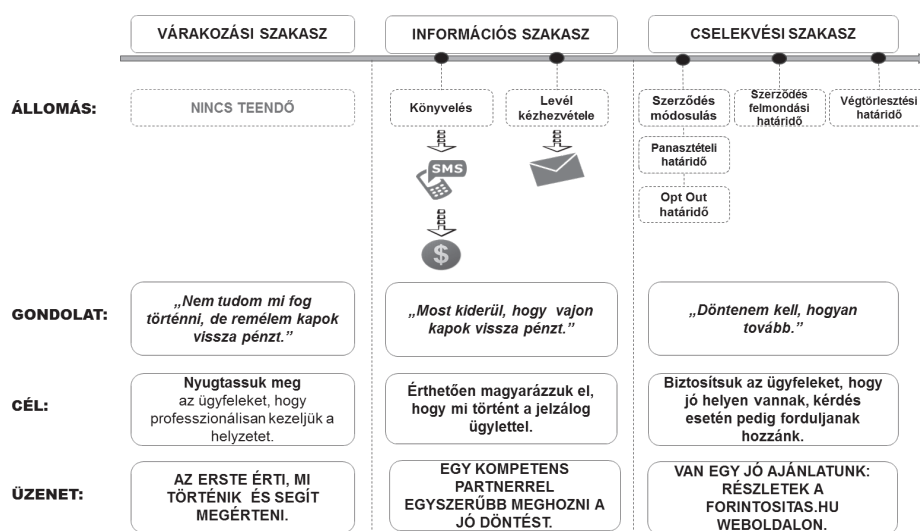 VÁRAKOZÁSI SZAKASZ
INFORMÁCIÓS SZAKASZ
CSELEKVÉSI SZAKASZ
ÁLLOMÁS:
NINCS TEENDŐ
Könyvelés
SMS
$
Levél
kézhezvétele
Szerződés
módosulás
Panasztételi
határidő
Opt Out
határidő
Szerződés
felmondási
határidő
Végtörlesztési
határidő
GONDOLAT:
„Nem tudom mi fog
történni, de remélem kapok
vissza pénzt.”
„Most kiderül, hogy vajon
kapok vissza pénzt.”
„Döntenem kell, hogyan
tovább.”
CÉL:
Nyugtassuk meg
az ügyfeleket, hogy
professzionálisan kezeljük a
helyzetet.
Érthetően magyarázzuk el,
hogy mi történt a jelzálog
ügylettel.
Biztosítsuk az ügyfeleket, hogy
jó helyen vannak, kérdés
esetén pedig forduljanak
hozzánk.
ÜZENET:
AZ ERSTE ÉRTI, MI
TÖRTÉNIK ÉS SEGÍT
MEGÉRTENI.
EGY KOMPETENS
PARTNERREL
EGYSZERŰBB MEGHOZNI A
JÓ DÖNTÉST.
VAN EGY JÓ AJÁNLATUNK:
RÉSZLETEK A
FORINTOSITAS.HU
WEBOLDALON.